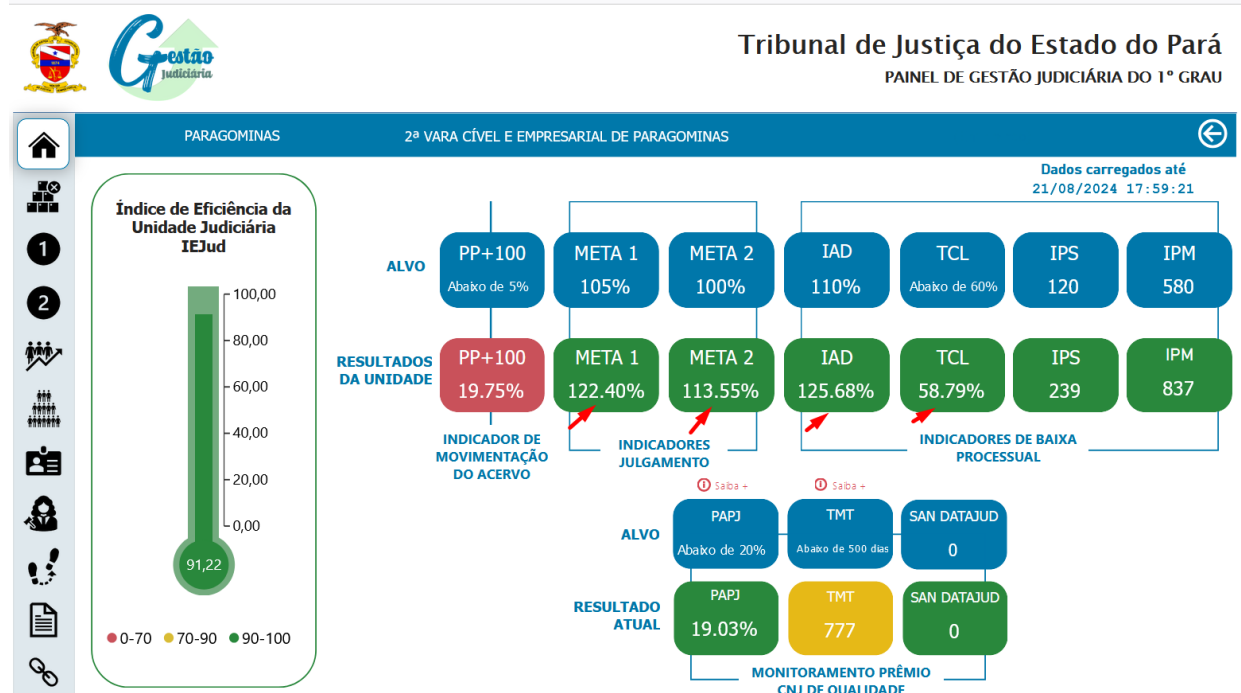 Gestão
Judiciária
Tribunal de Justiça do Estado do Pará
PAINEL DE GESTÃO JUDICIÁRIA DO 1º GRAU
PARAGOMINAS
2ª VARA CÍVEL E EMPRESARIAL DE PARAGOMINAS
Dados carregados até
21/08/2024 17:59:21
1
2
Índice de Eficiência da
Unidade Judiciária
IEJud
100,00
80,00
60,00
40,00
20,00
0,00
91,22
0-70 70-90 90-100
ALVO
PP+100
Abaixo de 5%
META 1
105%
META 2
100%
IAD
110%
TCL
Abaixo de 60%
IPS
120
IPM
580
RESULTADOS
DA UNIDADE
PP+100
19.75%
META 1
122.40%
META 2
113.55%
IAD
125.68%
TCL
58.79%
IPS
239
IPM
837
INDICADOR DE
MOVIMENTAÇÃO
DO ACERVO
INDICADORES
JULGAMENTO
INDICADORES DE BAIXA
PROCESSUAL
Saiba +
Saiba +
ALVO
PAPJ
Abaixo de 20%
TMT
Abaixo de 500 dias
SAN DATAJUD
0
RESULTADO
ATUAL
PAPJ
19.03%
TMT
777
SAN DATAJUD
0
MONITORAMENTO PRÊMIO
CNJ DE QUALIDADE